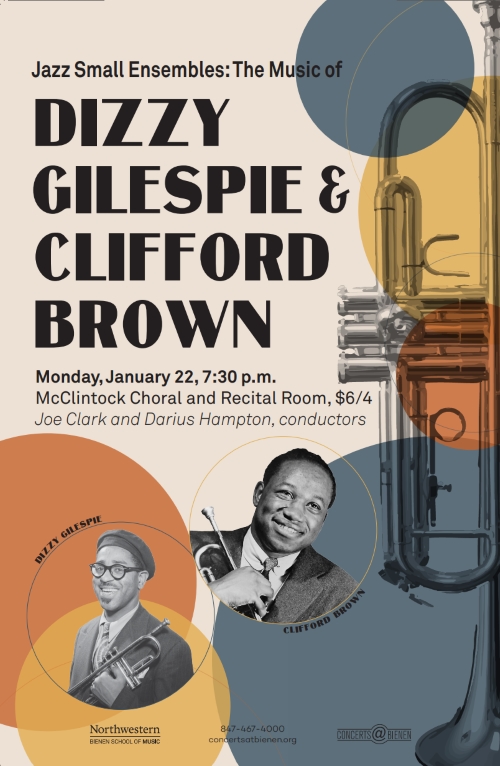 Jazz Small Ensembles: The Music of
DIZZY
GILESPIE &
CLIFFORD
BROWN
Monday, January 22, 7:30 p.m.
McClintock Choral and Recital Room, $6/4
Joe Clark and Darius Hampton, conductors
DIZZY GILESPIE
CLIFFORD BROWN
Northwestern
BIENEN SCHOOL OF MUSIC
847-467-4000
concertsatbienen.org
CONCERTS@BIENEN